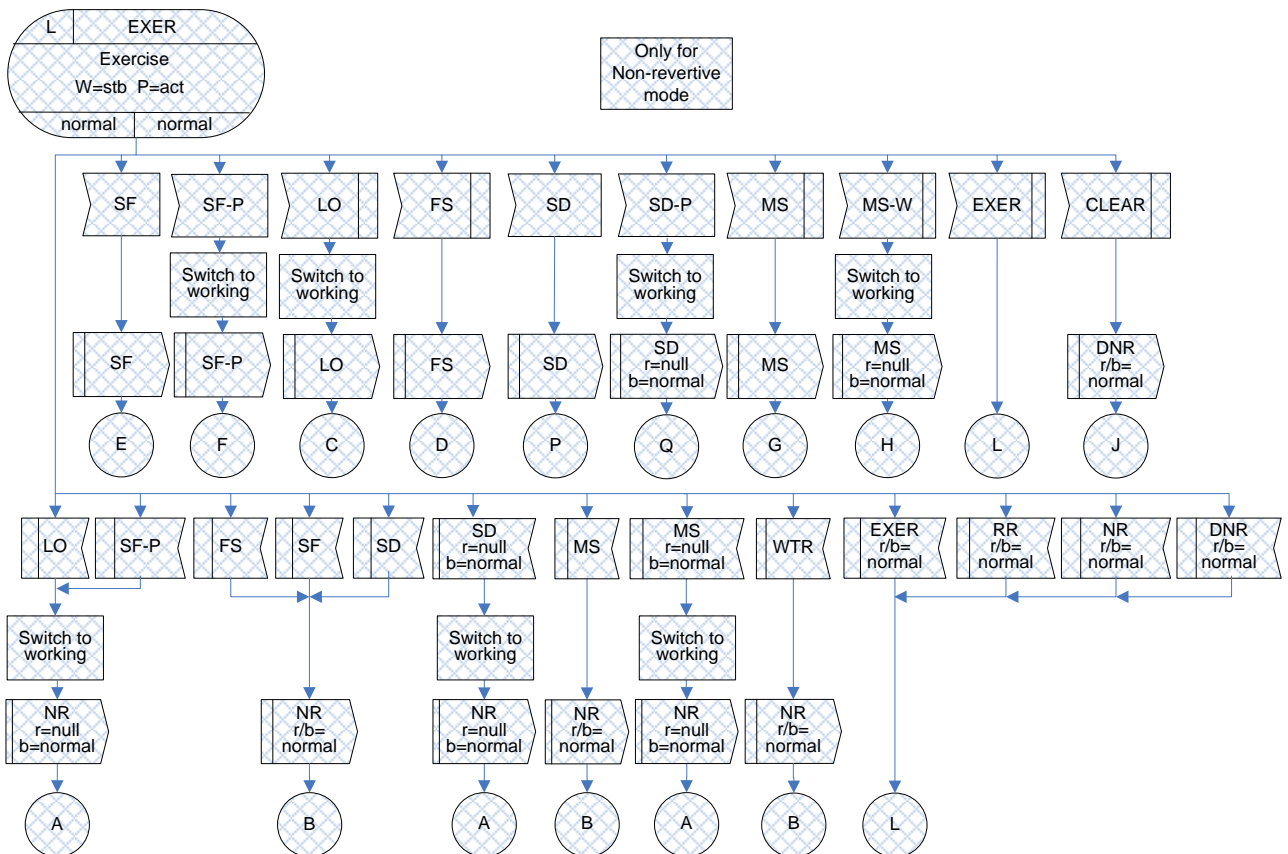 L EXER
Exercise
W=stb P=act
normal normal
Only for
Non-revertive
mode
SF SF-P LO FS SD SD-P MS MS-W EXER CLEAR
Switch to
working
Switch to
working
Switch to
working
Switch to
working
SF SF-P LO FS SD
SD
r=null
b=normal
MS
MS
r=null
b=normal
DNR
r/b=
normal
E F C D P Q G H L J
LO SF-P FS SF SD
SD
r=null
b=normal
MS
MS
r=null
b=normal
WTR
EXER
r/b=
normal
RR
r/b=
normal
NR
r/b=
normal
DNR
r/b=
normal
Switch to
working
Switch to
working
Switch to
working
NR
r=null
b=normal
NR
r/b=
normal
NR
r=null
b=normal
NR
r/b=
normal
NR
r=null
b=normal
NR
r/b=
normal
A B A B A B L